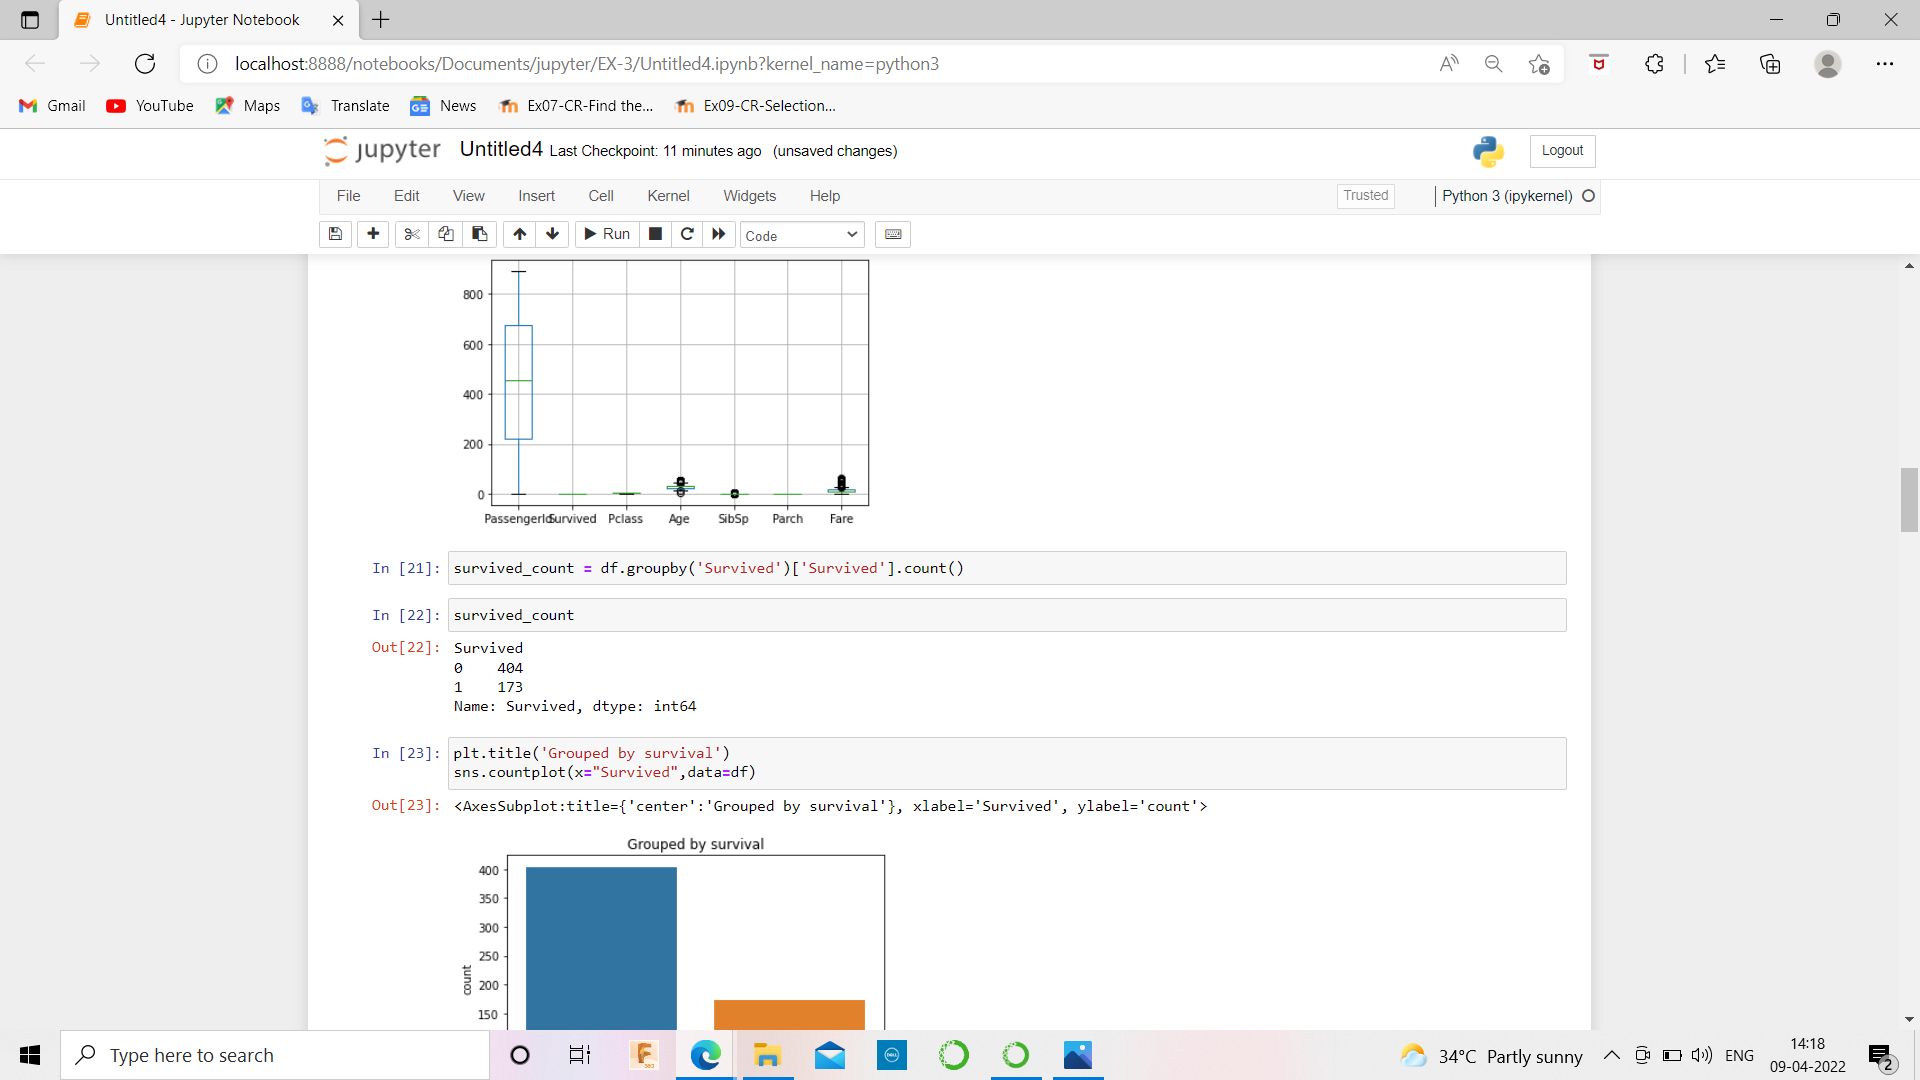 Untitled4 - Jupyter Notebook
localhost:8888/notebooks/Documents/jupyter/EX-3/Untitled4.ipynb?kernel_name=python3
Gmail YouTube Maps Translate News Ex07-CR-Find the... Ex09-CR-Selection...
jupyter Untitled4 Last Checkpoint: 11 minutes ago (unsaved changes) Logout
File Edit View Insert Cell Kernel Widgets Help Trusted Python 3 (ipykernel)
Run Code
800
600
400
200
0
PassengerId Survived Pclass Age SibSp Parch Fare
In [21]: survived_count = df.groupby('Survived')['Survived'].count()
In [22]: survived_count
Out[22]: Survived
0 404
1 173
Name: Survived, dtype: int64
In [23]: plt.title('Grouped by survival')
sns.countplot(x="Survived",data=df)
Out[23]: <AxesSubplot:title={'center':'Grouped by survival'}, xlabel='Survived', ylabel='count'>
Grouped by survival
400
350
300
250
200
150
count
Type here to search
34°C Partly sunny
ENG
14:18
09-04-2022
2